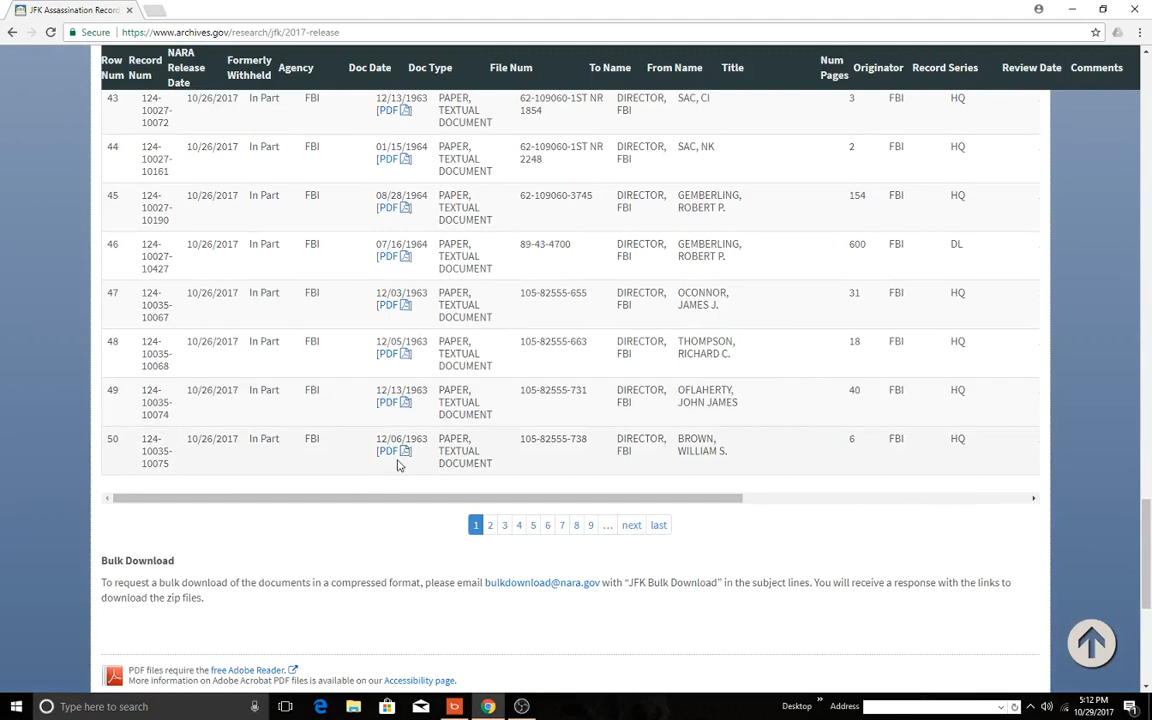 JFK Assassination Record
Secure
https://www.archives.gov/research/jfk/2017-release
Row Num Record Num NARA Release Date Formerly Withheld Agency Doc Date Doc Type File Num To Name From Name Title Num Pages Originator Record Series Review Date Comments
43 124- 10/26/2017 In Part FBI 12/13/1963 PAPER, 62-109060-1ST NR DIRECTOR, SAC, CI 3 FBI HQ
10027- [PDF] TEXTUAL 1854 FBI
10072 DOCUMENT
44 124- 10/26/2017 In Part FBI 01/15/1964 PAPER, 62-109060-1ST NR DIRECTOR, SAC, NK 2 FBI HQ
10027- [PDF] TEXTUAL 2248 FBI
10161 DOCUMENT
45 124- 10/26/2017 In Part FBI 08/28/1964 PAPER, 62-109060-3745 DIRECTOR, GEMBERLING, 154 FBI HQ
10027- [PDF] TEXTUAL FBI ROBERT P.
10190 DOCUMENT
46 124- 10/26/2017 In Part FBI 07/16/1964 PAPER, 89-43-4700 DIRECTOR, GEMBERLING, 600 FBI DL
10027- [PDF] TEXTUAL FBI ROBERT P.
10427 DOCUMENT
47 124- 10/26/2017 In Part FBI 12/03/1963 PAPER, 105-82555-655 DIRECTOR, OCONNOR, 31 FBI HQ
10035- [PDF] TEXTUAL FBI JAMES J.
10067 DOCUMENT
48 124- 10/26/2017 In Part FBI 12/05/1963 PAPER, 105-82555-663 DIRECTOR, THOMPSON, 18 FBI HQ
10035- [PDF] TEXTUAL FBI RICHARD C.
10068 DOCUMENT
49 124- 10/26/2017 In Part FBI 12/13/1963 PAPER, 105-82555-731 DIRECTOR, OFLAHERTY, 40 FBI HQ
10035- [PDF] TEXTUAL FBI JOHN JAMES
10074 DOCUMENT
50 124- 10/26/2017 In Part FBI 12/06/1963 PAPER, 105-82555-738 DIRECTOR, BROWN, 6 FBI HQ
10035- [PDF] TEXTUAL FBI WILLIAM S.
10075 DOCUMENT
1 2 3 4 5 6 7 8 9 ... next last
Bulk Download
To request a bulk download of the documents in a compressed format, please email bulkdownload@nara.gov with “JFK Bulk Download” in the subject lines. You will receive a response with the links to
download the zip files.
PDF files require the free Adobe Reader.
More information on Adobe Acrobat PDF files is available on our Accessibility page.
Type here to search
Desktop » Address
5:12 PM
10/29/2017
1